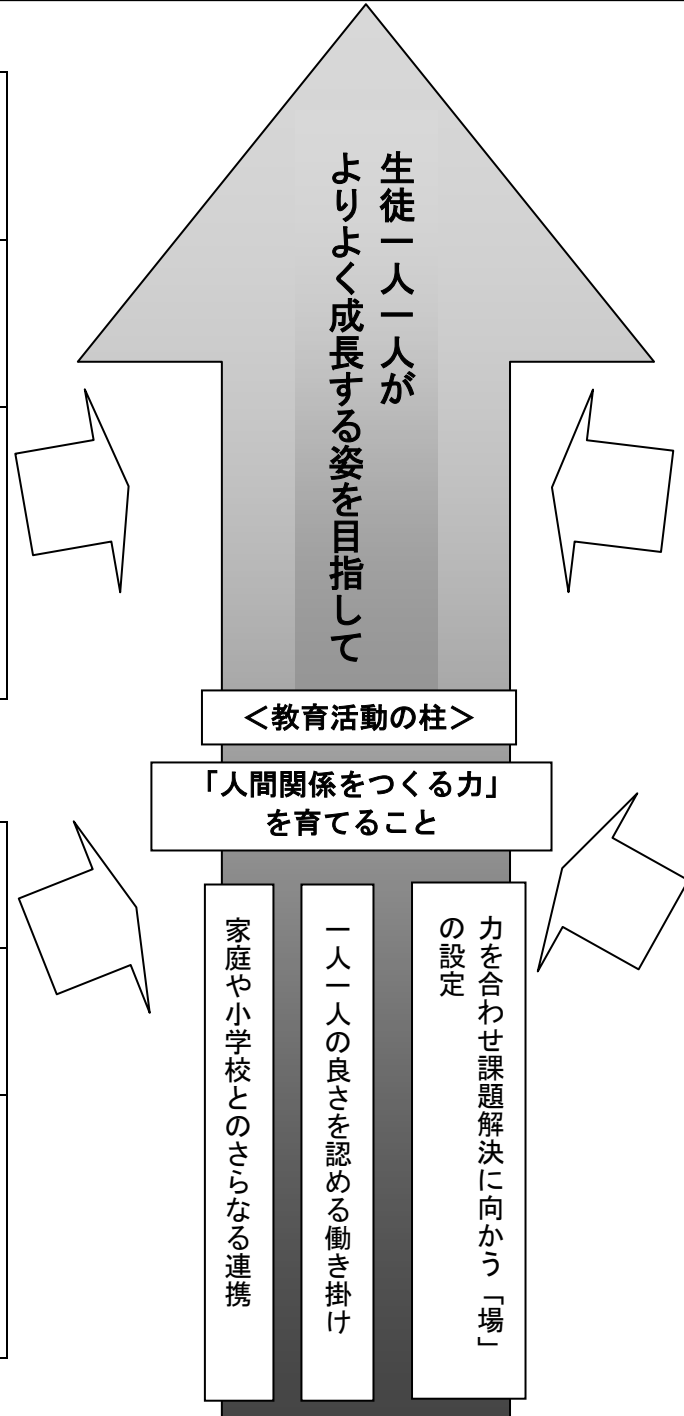 生徒一人一人が
よりよく成長する姿を目指して
＜教育活動の柱＞
「人間関係をつくる力」
を育てること
力を合わせ課題解決に向かう「場」
の設定
一人一人の良さを認める働き掛け
家庭や小学校とのさらなる連携